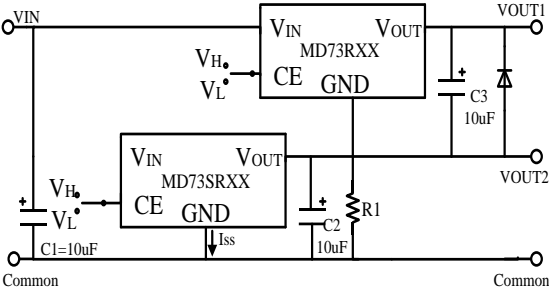 VIN
VOUT1
VIN
VOUT
MD73RXX
VH
VL
CE
GND
+
C3
10uF
VIN
VOUT
MD73SRXX
VOUT2
VH
VL
CE
GND
+
C1=10uF
Iss
+
C2
10uF
R1
Common
Common